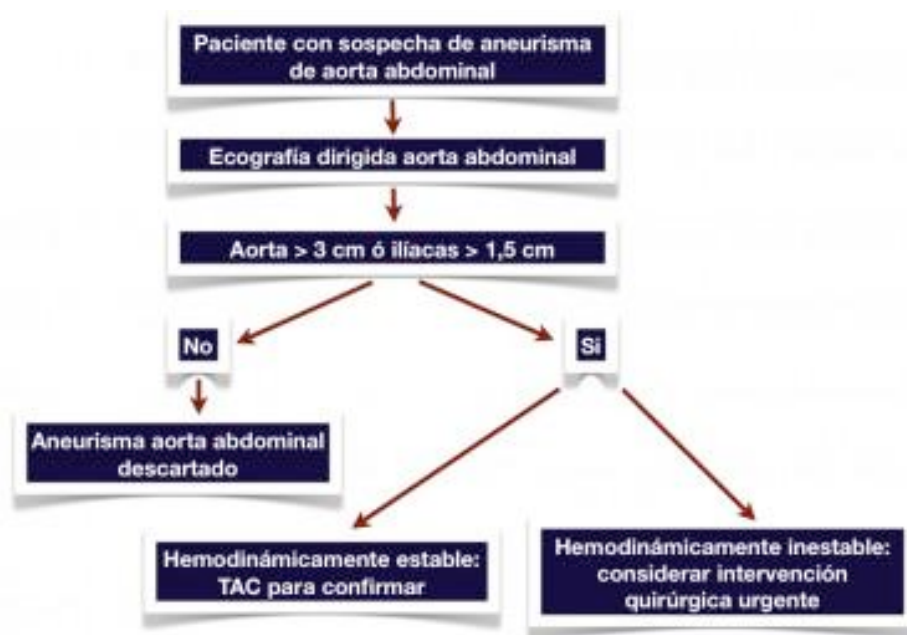 Paciente con sospecha de aneurisma
de aorta abdominal
Ecografía dirigida aorta abdominal
Aorta > 3 cm ó ilíacas > 1,5 cm
No
Si
Aneurisma aorta abdominal
descartado
Hemodinámicamente estable:
TAC para confirmar
Hemodinámicamente inestable:
considerar intervención
quirúrgica urgente